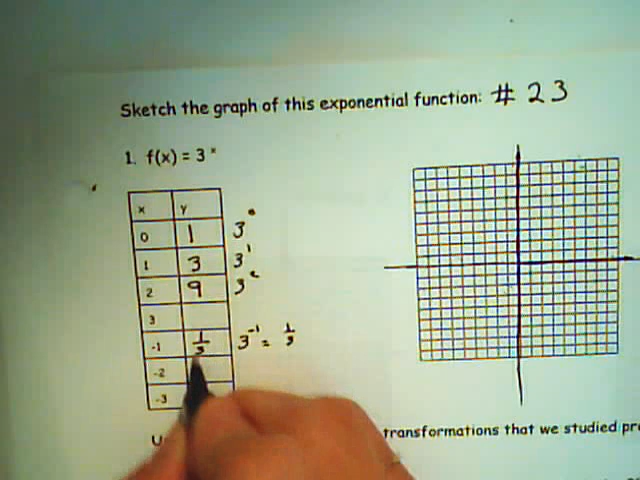 Sketch the graph of this exponential function: # 23
1. f(x) = 3ˣ
x y
0 1 3⁰
1 3 3¹
2 9 3²
3
-1 1/3 3⁻¹ = 1/3
-2
-3
transformations that we studied